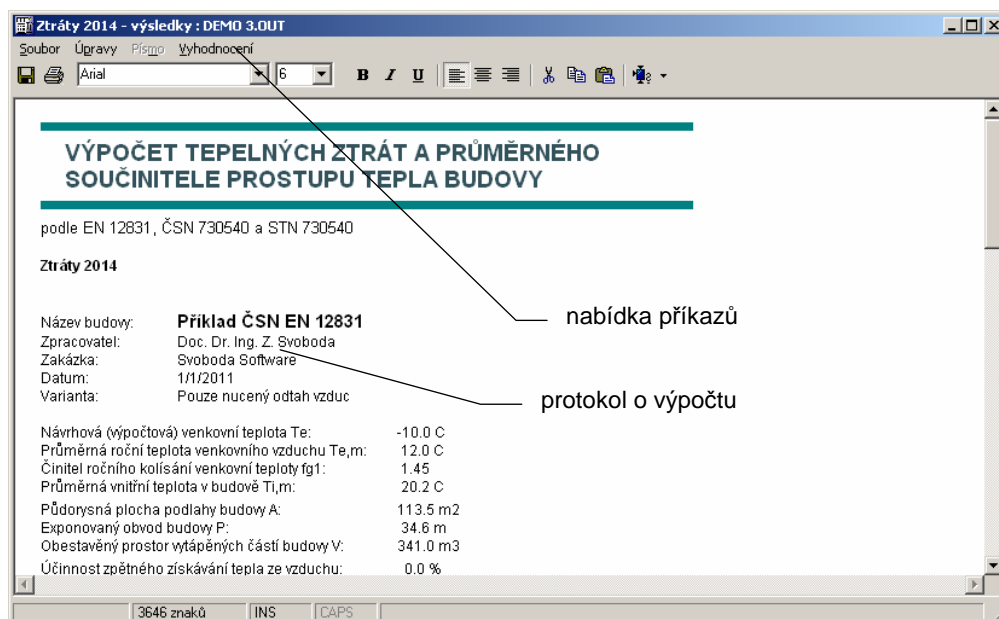 Ztráty 2014 - výsledky : DEMO 3.OUT
Soubor Úpravy Písmo Vyhodnocení
Arial 6 B I U
VÝPOČET TEPELNÝCH ZTRÁT A PRŮMĚRNÉHO
SOUČINITELE PROSTUPU TEPLA BUDOVY
podle EN 12831, ČSN 730540 a STN 730540
Ztráty 2014
Název budovy: Příklad ČSN EN 12831
Zpracovatel: Doc. Dr. Ing. Z. Svoboda
Zakázka: Svoboda Software
Datum: 1/1/2011
Varianta: Pouze nucený odtah vzduc
nabídka příkazů
protokol o výpočtu
Návrhová (výpočtová) venkovní teplota Te: -10.0 C
Průměrná roční teplota venkovního vzduchu Te,m: 12.0 C
Činitel ročního kolísání venkovní teploty fg1: 1.45
Průměrná vnitřní teplota v budově Ti,m: 20.2 C
Půdorysná plocha podlahy budovy A: 113.5 m2
Exponovaný obvod budovy P: 34.6 m
Obestavěný prostor vytápěných částí budovy V: 341.0 m3
Účinnost zpětného získávání tepla ze vzduchu: 0.0 %
3646 znaků INS CAPS